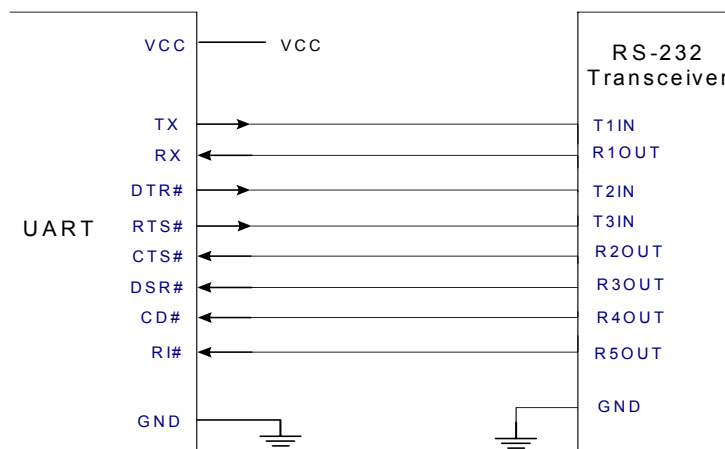 VCC VCC
RS-232
Transceiver
TX T1IN
RX R1OUT
DTR# T2IN
UART
RTS# T3IN
CTS# R2OUT
DSR# R3OUT
CD# R4OUT
RI# R5OUT
GND GND